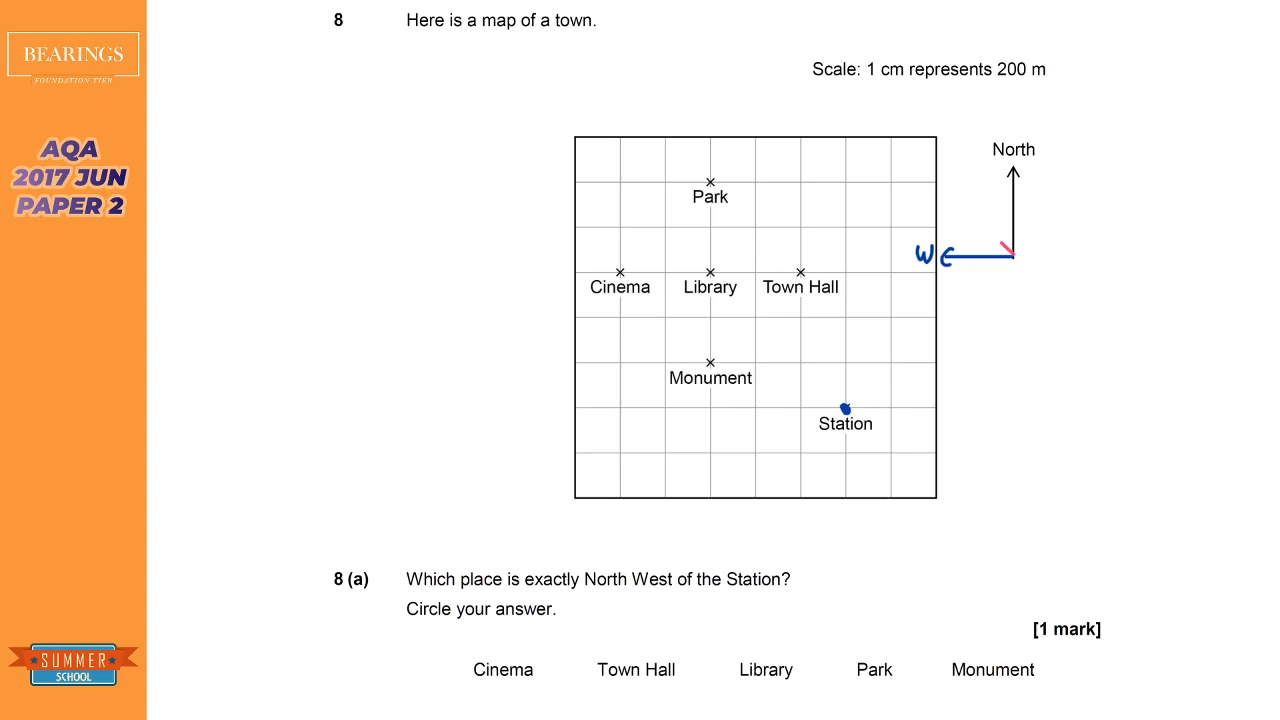 BEARINGS
FOUNDATION TIER
AQA
2017 JUN
PAPER 2
SUMMER
SCHOOL
8 Here is a map of a town.
Scale: 1 cm represents 200 m
North
W
Park
Cinema Library Town Hall
Monument
Station
8 (a) Which place is exactly North West of the Station?
Circle your answer.
[1 mark]
Cinema Town Hall Library Park Monument